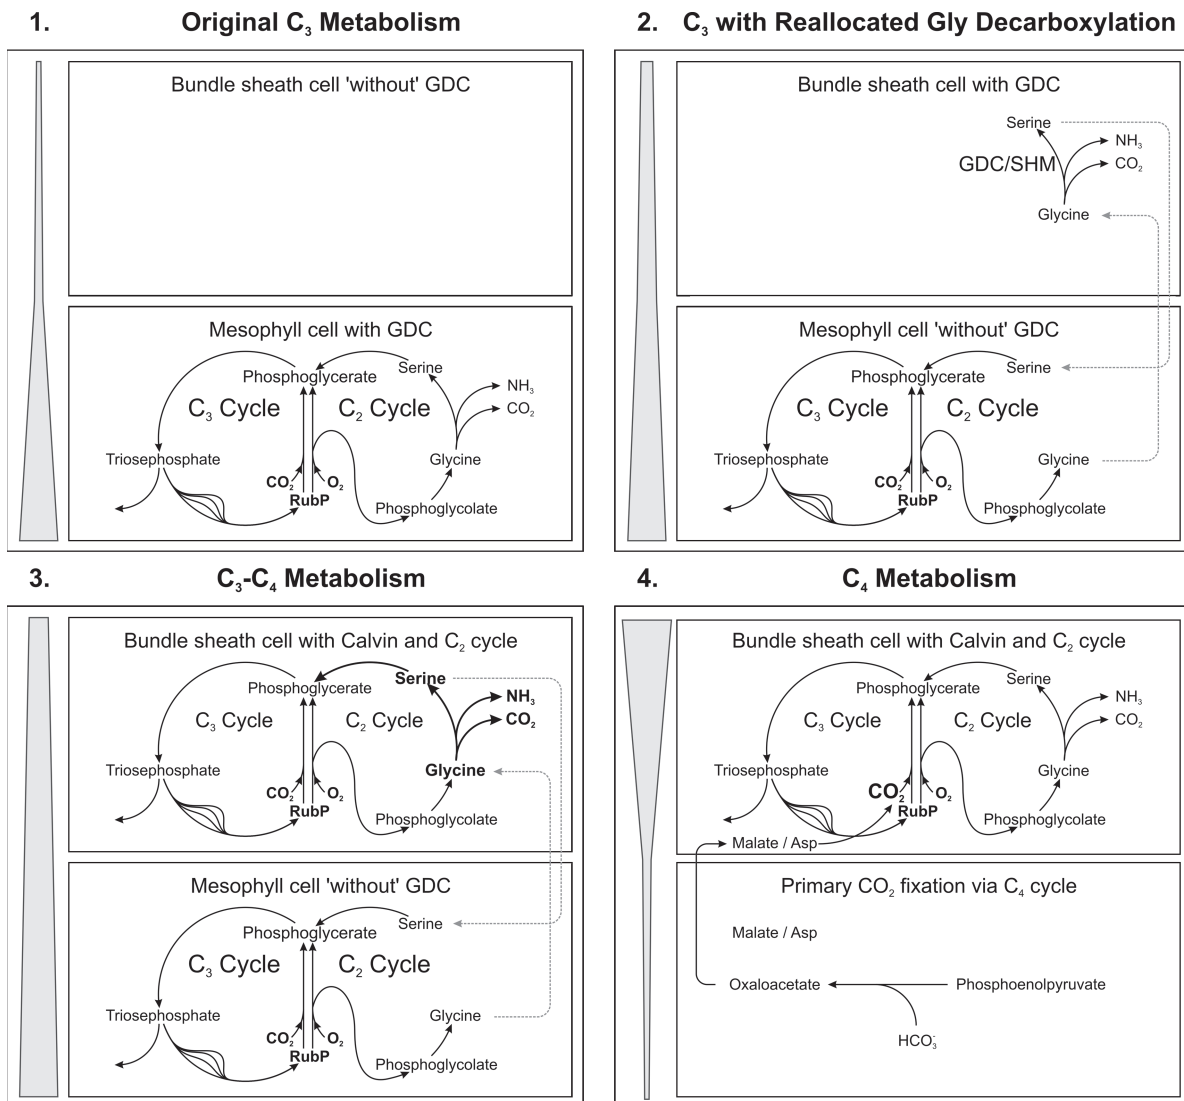 1. Original C₃ Metabolism
Bundle sheath cell 'without' GDC
Mesophyll cell with GDC
Phosphoglycerate
Serine
NH₃
CO₂
C₃ Cycle
C₂ Cycle
Triosephosphate
Glycine
CO₂
O₂
RubP
Phosphoglycolate
2. C₃ with Reallocated Gly Decarboxylation
Bundle sheath cell with GDC
Serine
NH₃
GDC/SHM
CO₂
Glycine
Mesophyll cell 'without' GDC
Phosphoglycerate
Serine
C₃ Cycle
C₂ Cycle
Triosephosphate
Glycine
CO₂
O₂
RubP
Phosphoglycolate
3. C₃-C₄ Metabolism
Bundle sheath cell with Calvin and C₂ cycle
Phosphoglycerate
Serine
NH₃
CO₂
C₃ Cycle
C₂ Cycle
Triosephosphate
Glycine
CO₂
O₂
RubP
Phosphoglycolate
Mesophyll cell 'without' GDC
Phosphoglycerate
Serine
C₃ Cycle
C₂ Cycle
Triosephosphate
Glycine
CO₂
O₂
RubP
Phosphoglycolate
4. C₄ Metabolism
Bundle sheath cell with Calvin and C₂ cycle
Phosphoglycerate
Serine
NH₃
CO₂
C₃ Cycle
C₂ Cycle
Triosephosphate
Glycine
CO₂
O₂
RubP
Phosphoglycolate
Malate / Asp
Primary CO₂ fixation via C₄ cycle
Malate / Asp
Oxaloacetate
Phosphoenolpyruvate
HCO₃⁻